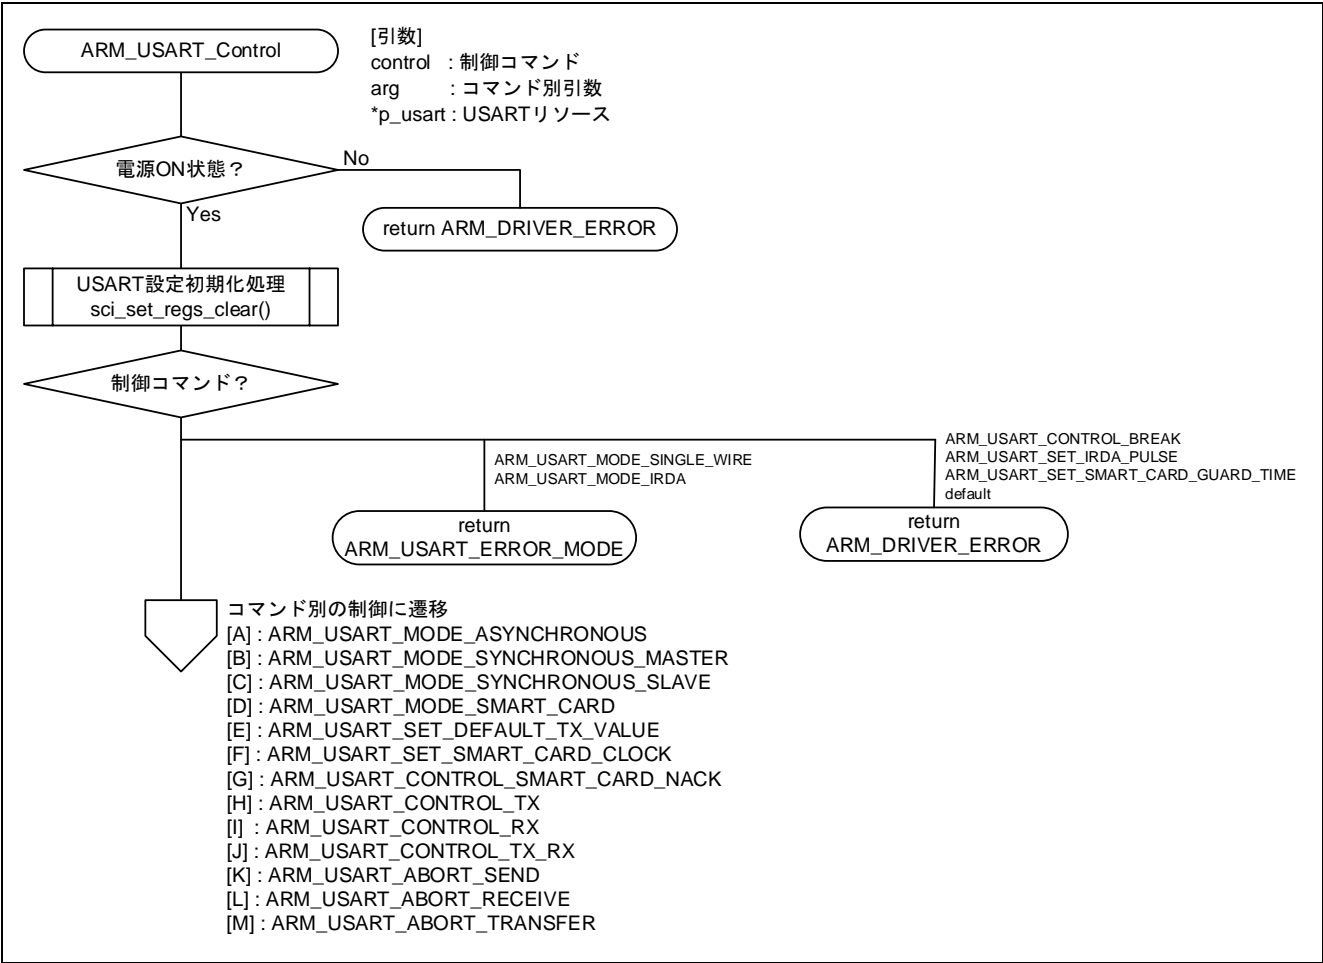 ARM_USART_Control
[引数]
control : 制御コマンド
arg : コマンド別引数
*p_usart : USARTリソース
電源ON状態？
No
Yes
return ARM_DRIVER_ERROR
USART設定初期化処理
sci_set_regs_clear()
制御コマンド？
ARM_USART_MODE_SINGLE_WIRE
ARM_USART_MODE_IRDA
return
ARM_USART_ERROR_MODE
ARM_USART_CONTROL_BREAK
ARM_USART_SET_IRDA_PULSE
ARM_USART_SET_SMART_CARD_GUARD_TIME
default
return
ARM_DRIVER_ERROR
コマンド別の制御に遷移
[A] : ARM_USART_MODE_ASYNCHRONOUS
[B] : ARM_USART_MODE_SYNCHRONOUS_MASTER
[C] : ARM_USART_MODE_SYNCHRONOUS_SLAVE
[D] : ARM_USART_MODE_SMART_CARD
[E] : ARM_USART_SET_DEFAULT_TX_VALUE
[F] : ARM_USART_SET_SMART_CARD_CLOCK
[G] : ARM_USART_CONTROL_SMART_CARD_NACK
[H] : ARM_USART_CONTROL_TX
[I] : ARM_USART_CONTROL_RX
[J] : ARM_USART_CONTROL_TX_RX
[K] : ARM_USART_ABORT_SEND
[L] : ARM_USART_ABORT_RECEIVE
[M] : ARM_USART_ABORT_TRANSFER